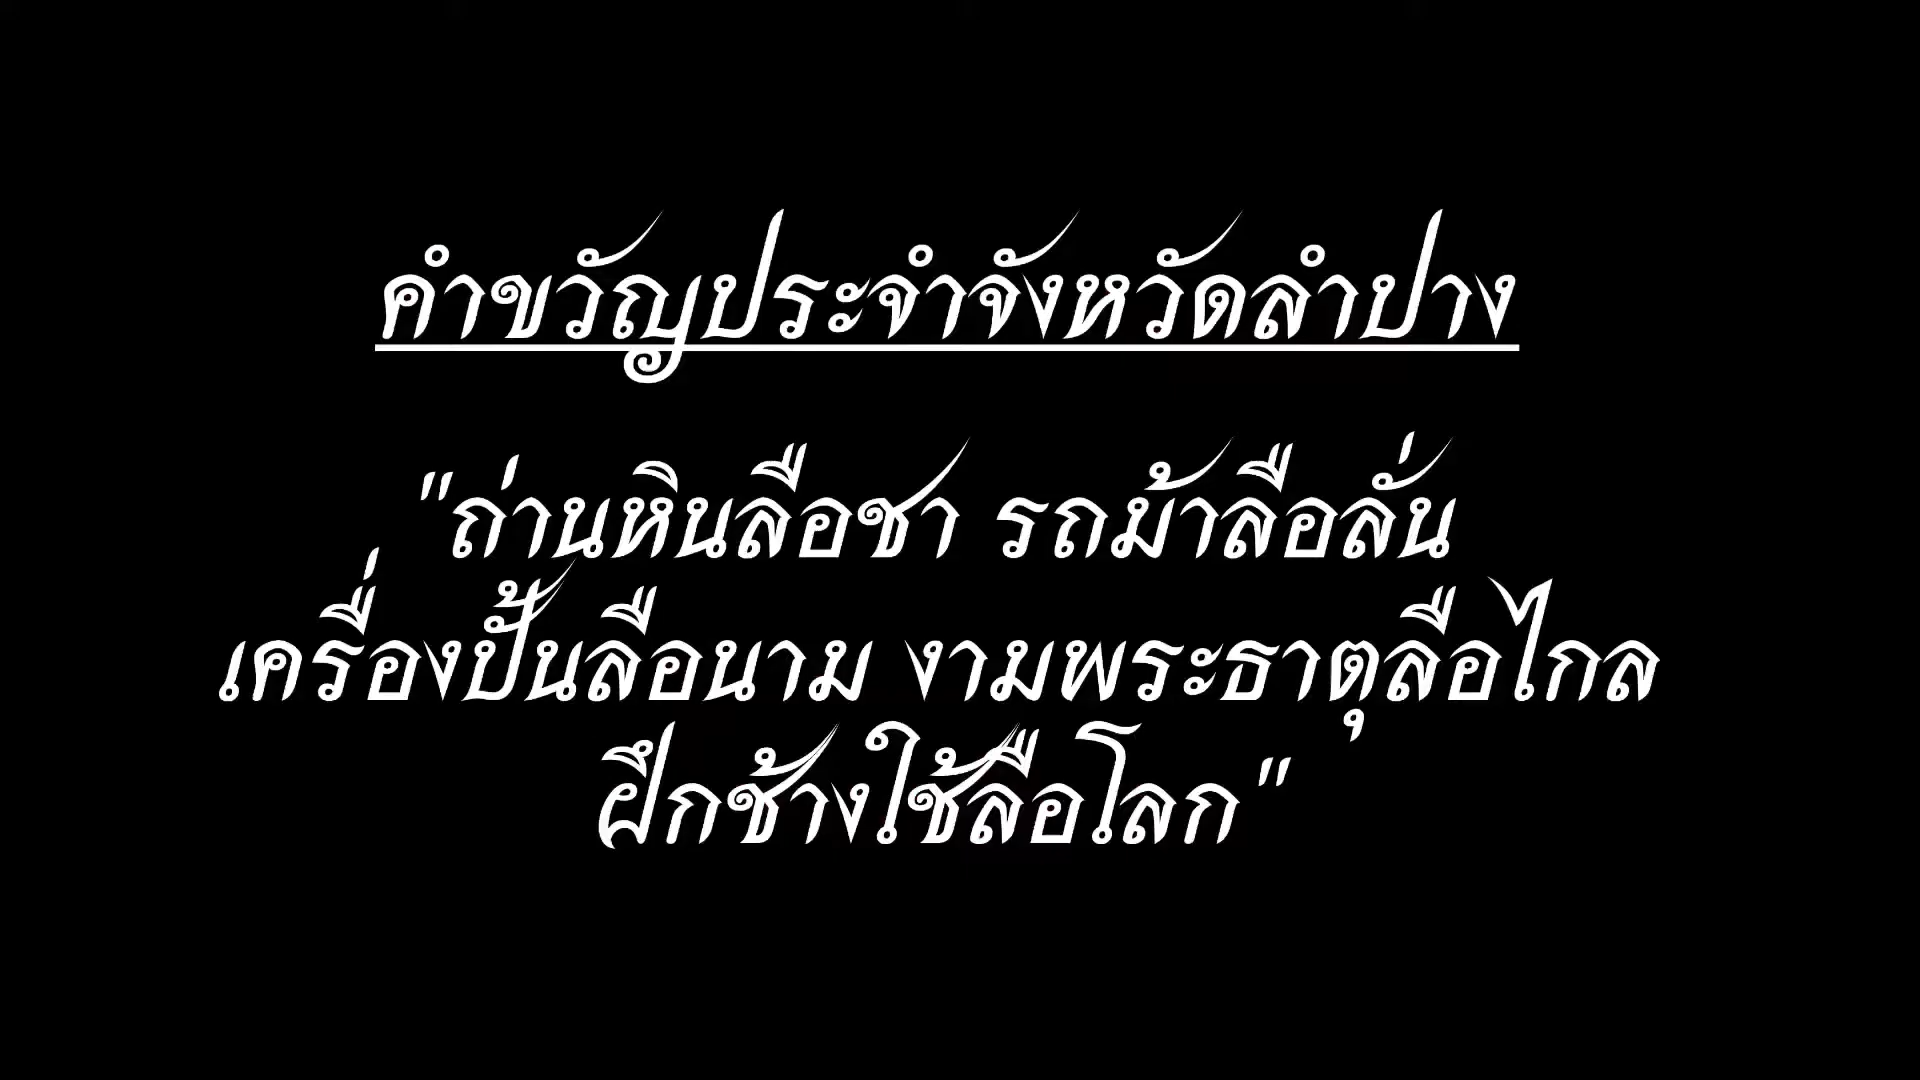 คำขวัญประจำจังหวัดลำปาง
"ถ่านหินลือชา รถม้าลือลั่น
เครื่องปั้นลือนาม งามพระธาตุลือไกล
ฝึกช้างใช้ลือโลก"